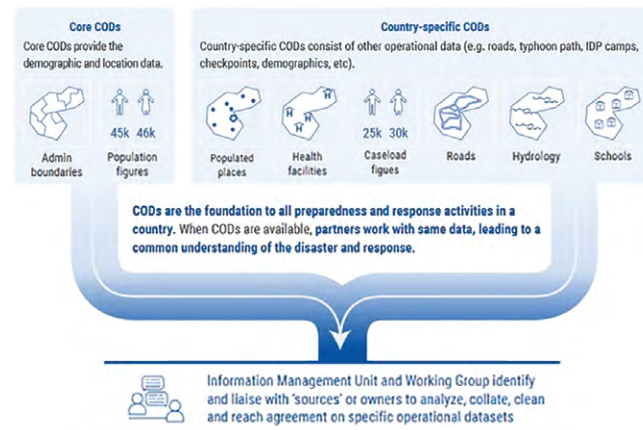 Core CODs
Core CODs provide the
demographic and location data.
Admin
boundaries
45k 46k
Population
figures
Country-specific CODs
Country-specific CODs consist of other operational data (e.g. roads, typhoon path, IDP camps,
checkpoints, demographics, etc).
Populated
places
H
H
H
Health
facilities
25k 30k
Caseload
figues
Roads
Hydrology
Schools
CODs are the foundation to all preparedness and response activities in a
country. When CODs are available, partners work with same data, leading to a
common understanding of the disaster and response.
Information Management Unit and Working Group identify
and liaise with 'sources' or owners to analyze, collate, clean
and reach agreement on specific operational datasets